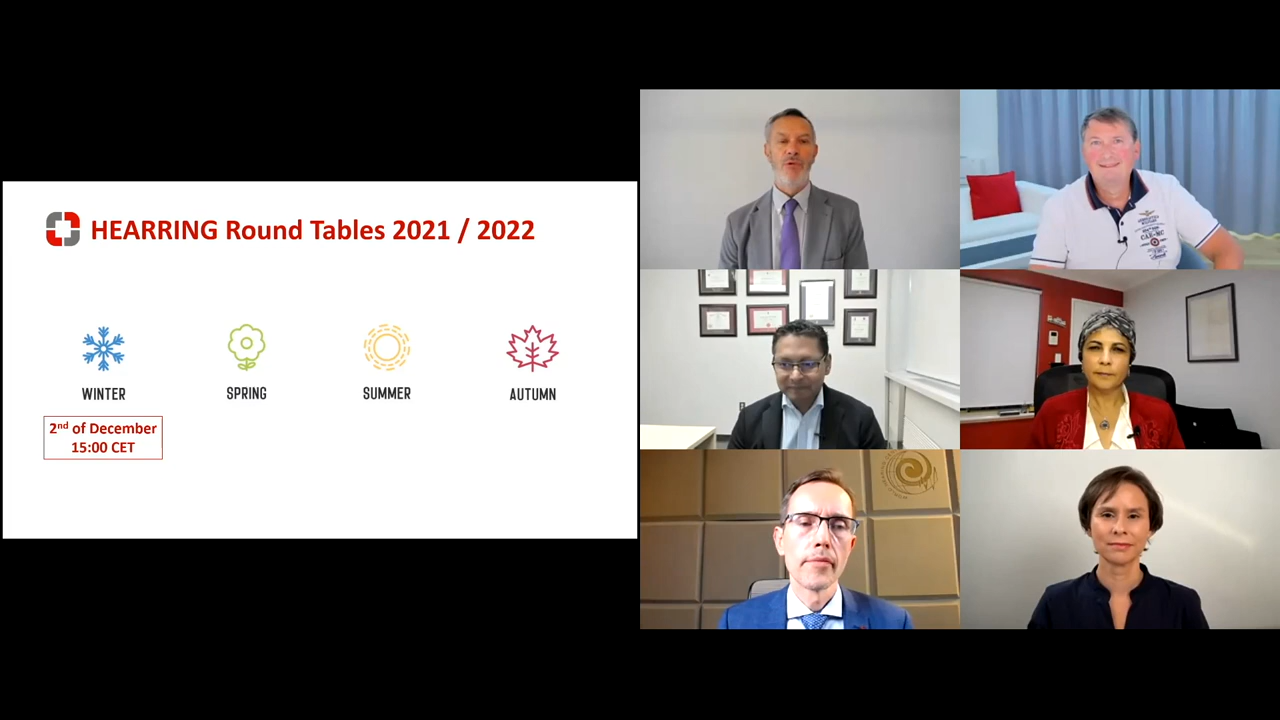 HEARRING Round Tables 2021 / 2022
WINTER
SPRING
SUMMER
AUTUMN
2nd of December
15:00 CET